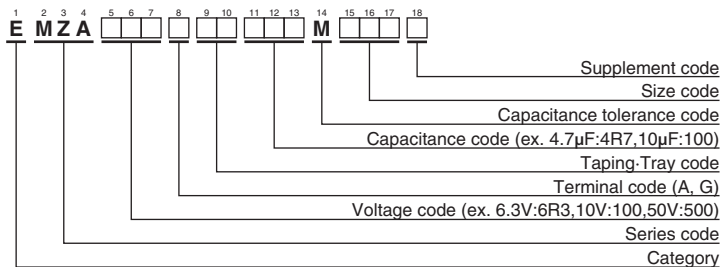 1 2 3 4 5 6 7 8 9 10 11 12 13 14 15 16 17 18
E M Z A M
Supplement code
Size code
Capacitance tolerance code
Capacitance code (ex. 4.7µF:4R7,10µF:100)
Taping·Tray code
Terminal code (A, G)
Voltage code (ex. 6.3V:6R3,10V:100,50V:500)
Series code
Category